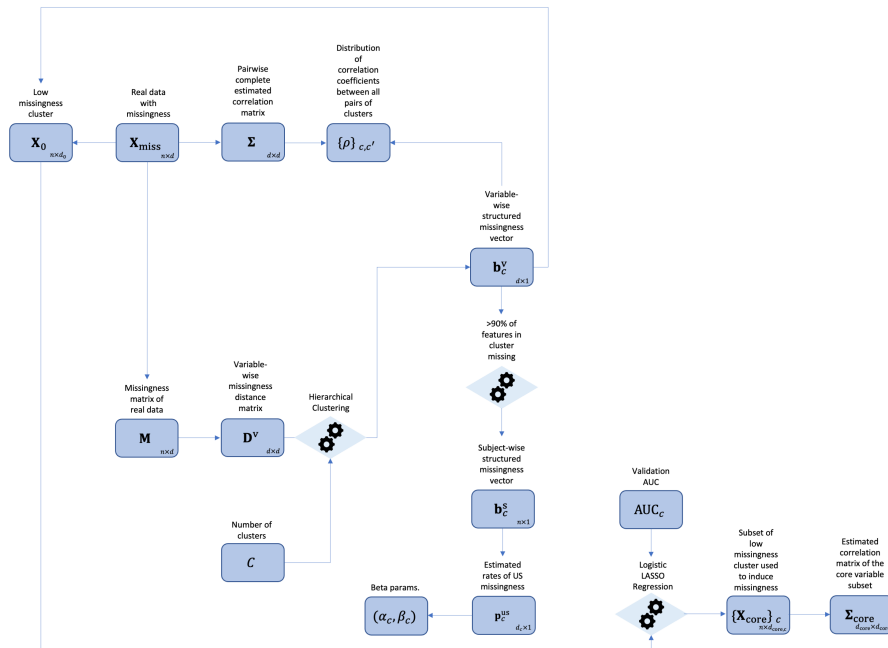 Low
missingness
cluster
X₀
n×d₀
Real data
with
missingness
X_miss
n×d
Pairwise
complete
estimated
correlation
matrix
Σ
d×d
Distribution
of
correlation
coefficients
between all
pairs of
clusters
{ρ} c,c′
Variable-
wise
structured
missingness
vector
b_c^v
d×1
>90% of
features in
cluster
missing
Missingness
matrix of
real data
M
n×d
Variable-
wise
missingness
distance
matrix
D^v
d×d
Hierarchical
Clustering
Number of
clusters
C
Subject-wise
structured
missingness
vector
b_c^s
n×1
Estimated
rates of US
missingness
p_c^us
d_c×1
Beta params.
(α_c, β_c)
Validation
AUC
AUC_c
Logistic
LASSO
Regression
Subset of
low
missingness
cluster used
to induce
missingness
{X_core} c
n×d_core,c
Estimated
correlation
matrix of the
core variable
subset
Σ_core
d_core×d_core